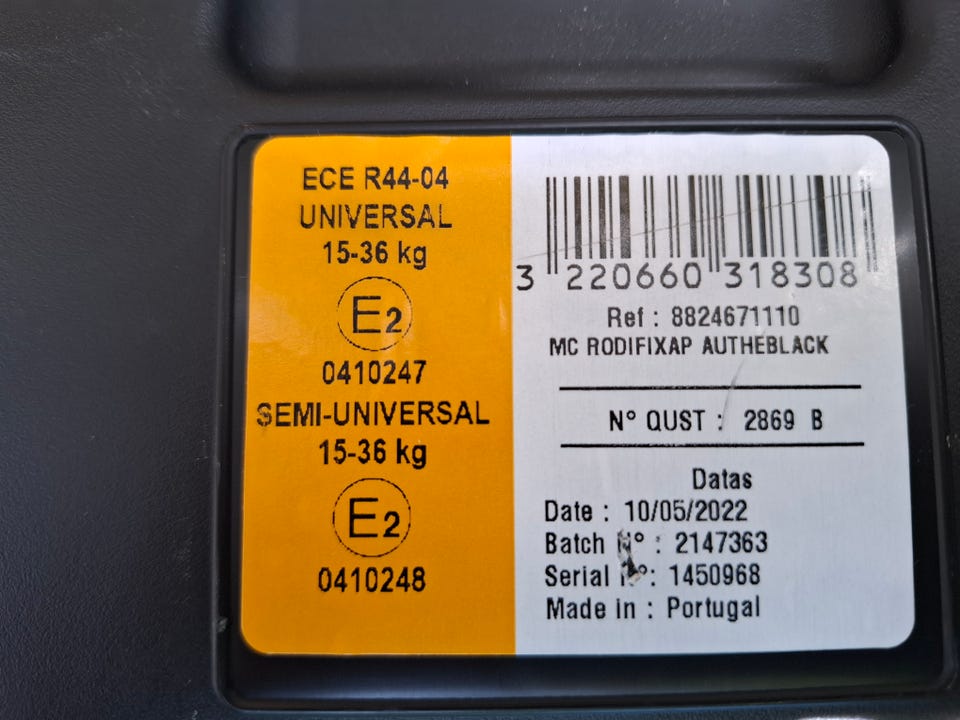 ECE R44-04
UNIVERSAL
15-36 kg
E2
0410247
SEMI-UNIVERSAL
15-36 kg
E2
0410248
3 220660 318308
Ref : 8824671110
MC RODIFIXAP AUTHEBLACK
N° QUST : 2869 B
Datas
Date : 10/05/2022
Batch N° : 2147363
Serial N°: 1450968
Made in : Portugal